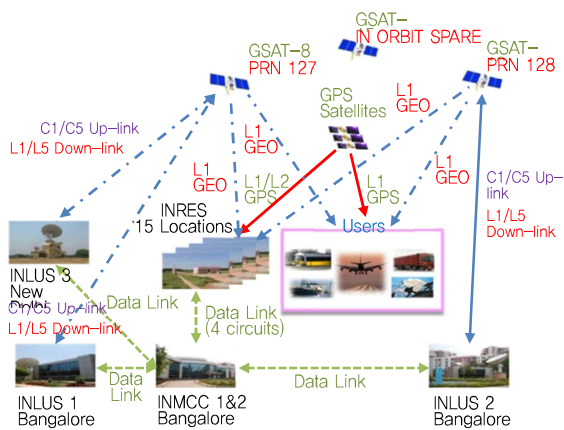 GSAT-
IN ORBIT SPARE
GSAT-8
PRN 127
GSAT-
PRN 128
GPS
Satellites
L1
GEO
C1/C5 Up-link
L1/L5 Down-link
L1
GEO
L1
GEO
L1/L2
GPS
L1
GPS
L1
GEO
C1/C5 Up-
link
L1/L5
Down-link
INRES
15 Locations
Users
INLUS 3
New
C1/C5 Up-link
L1/L5 Down-link
Data Link
Data Link
(4 circuits)
Data
Link
Data Link
INLUS 1
Bangalore
INMCC 1&2
Bangalore
INLUS 2
Bangalore